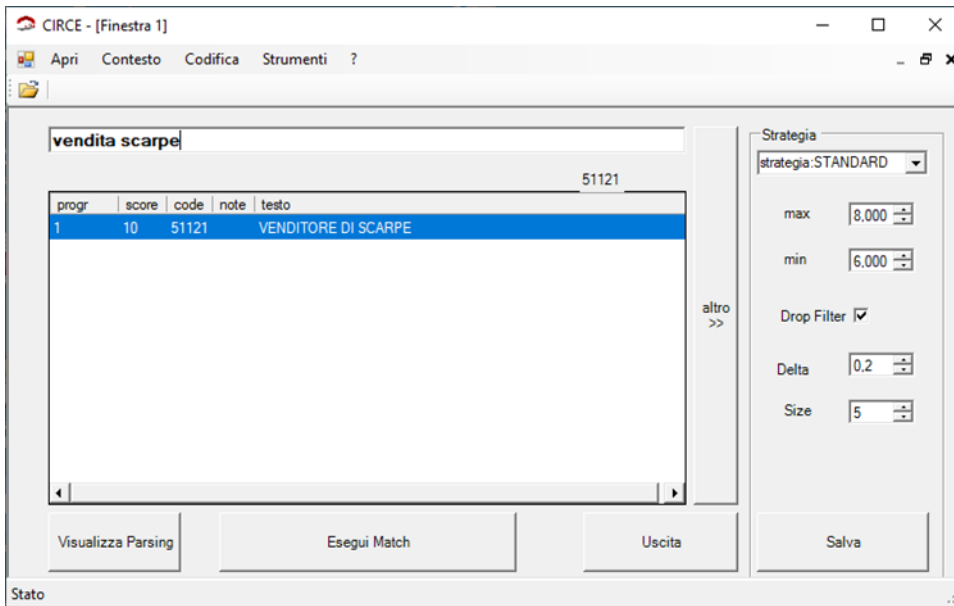 CIRCE - [Finestra 1]
Apri Contesto Codifica Strumenti ?
vendita scarpe
51121
progr score code note testo
1 10 51121 VENDITORE DI SCARPE
altro
>>
Strategia
strategia:STANDARD
max 8,000
min 6,000
Drop Filter
Delta 0,2
Size 5
Visualizza Parsing Esegui Match Uscita Salva
Stato